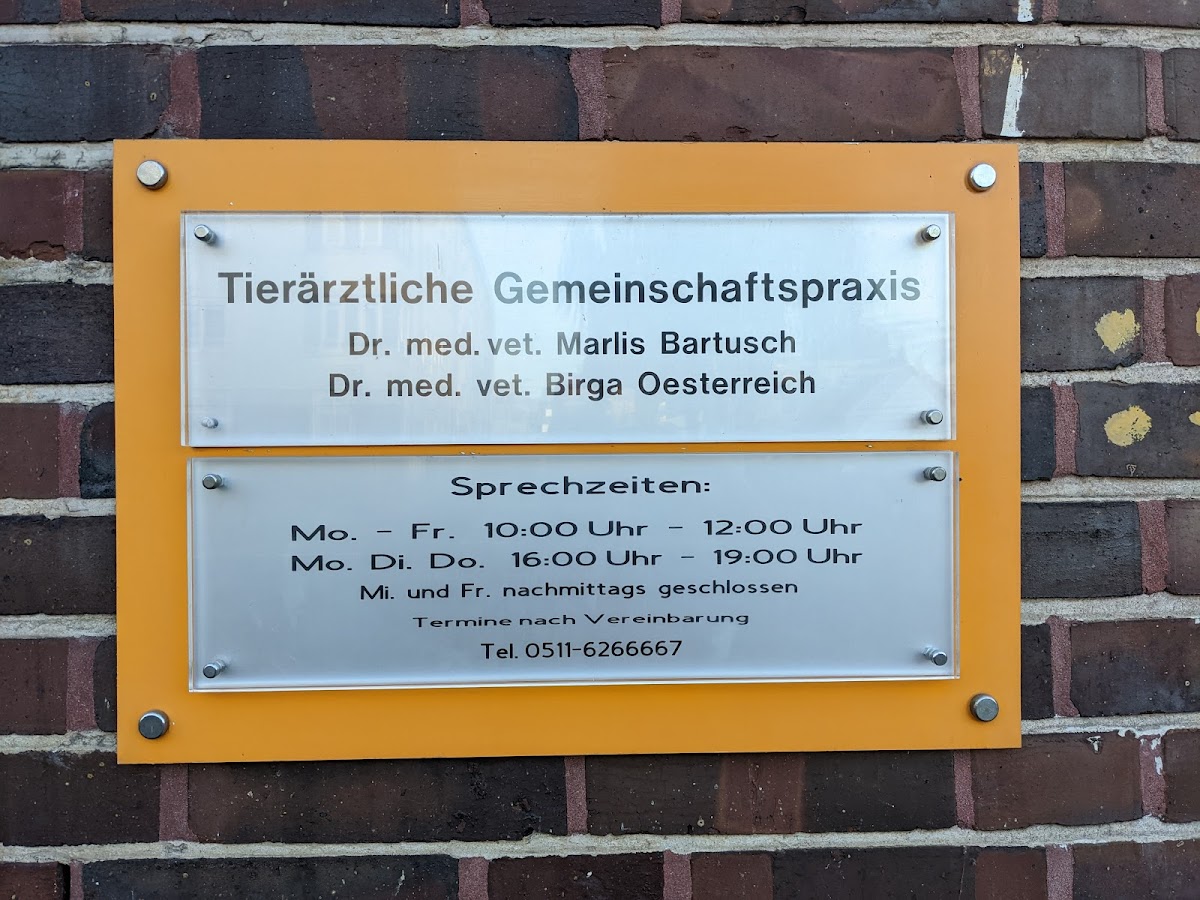 Tierärztliche Gemeinschaftspraxis
Dr. med. vet. Marlis Bartusch
Dr. med. vet. Birga Oesterreich
Sprechzeiten:
Mo. - Fr. 10:00 Uhr - 12:00 Uhr
Mo. Di. Do. 16:00 Uhr - 19:00 Uhr
Mi. und Fr. nachmittags geschlossen
Termine nach Vereinbarung
Tel. 0511-6266667